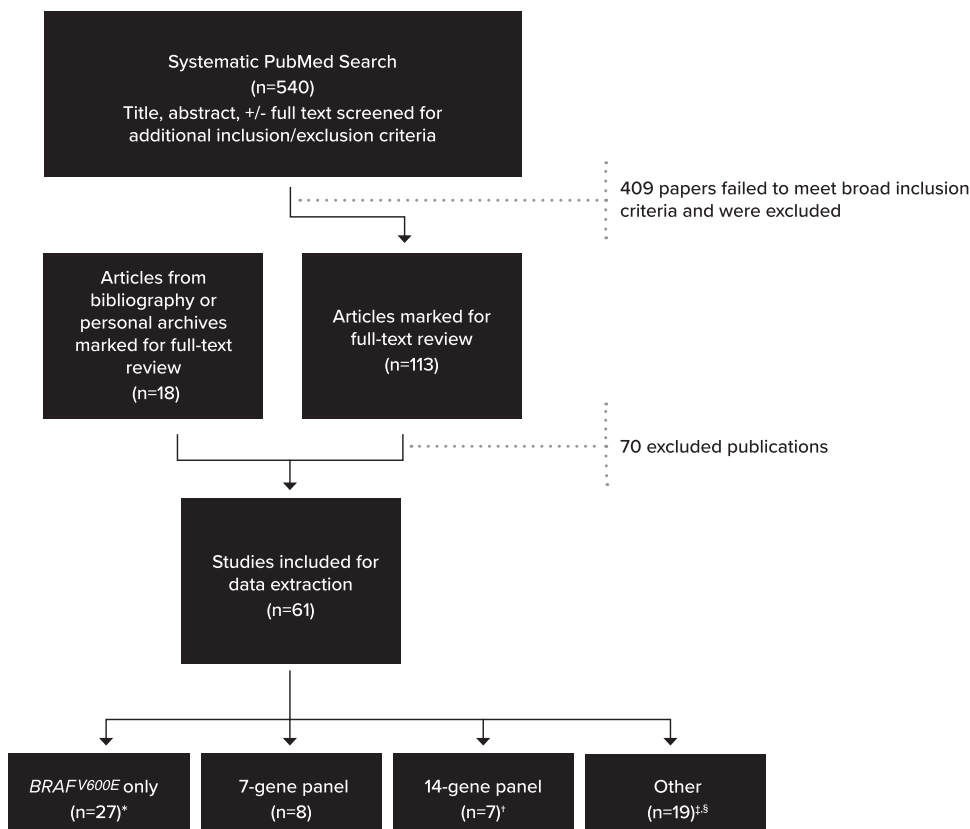 Systematic PubMed Search
(n=540)
Title, abstract, +/- full text screened for
additional inclusion/exclusion criteria
409 papers failed to meet broad inclusion
criteria and were excluded
Articles from
bibliography or
personal archives
marked for full-text
review
(n=18)
Articles marked for
full-text review
(n=113)
70 excluded publications
Studies included for
data extraction
(n=61)
BRAFV600E only
(n=27)*
7-gene panel
(n=8)
14-gene panel
(n=7)†
Other
(n=19)‡,§